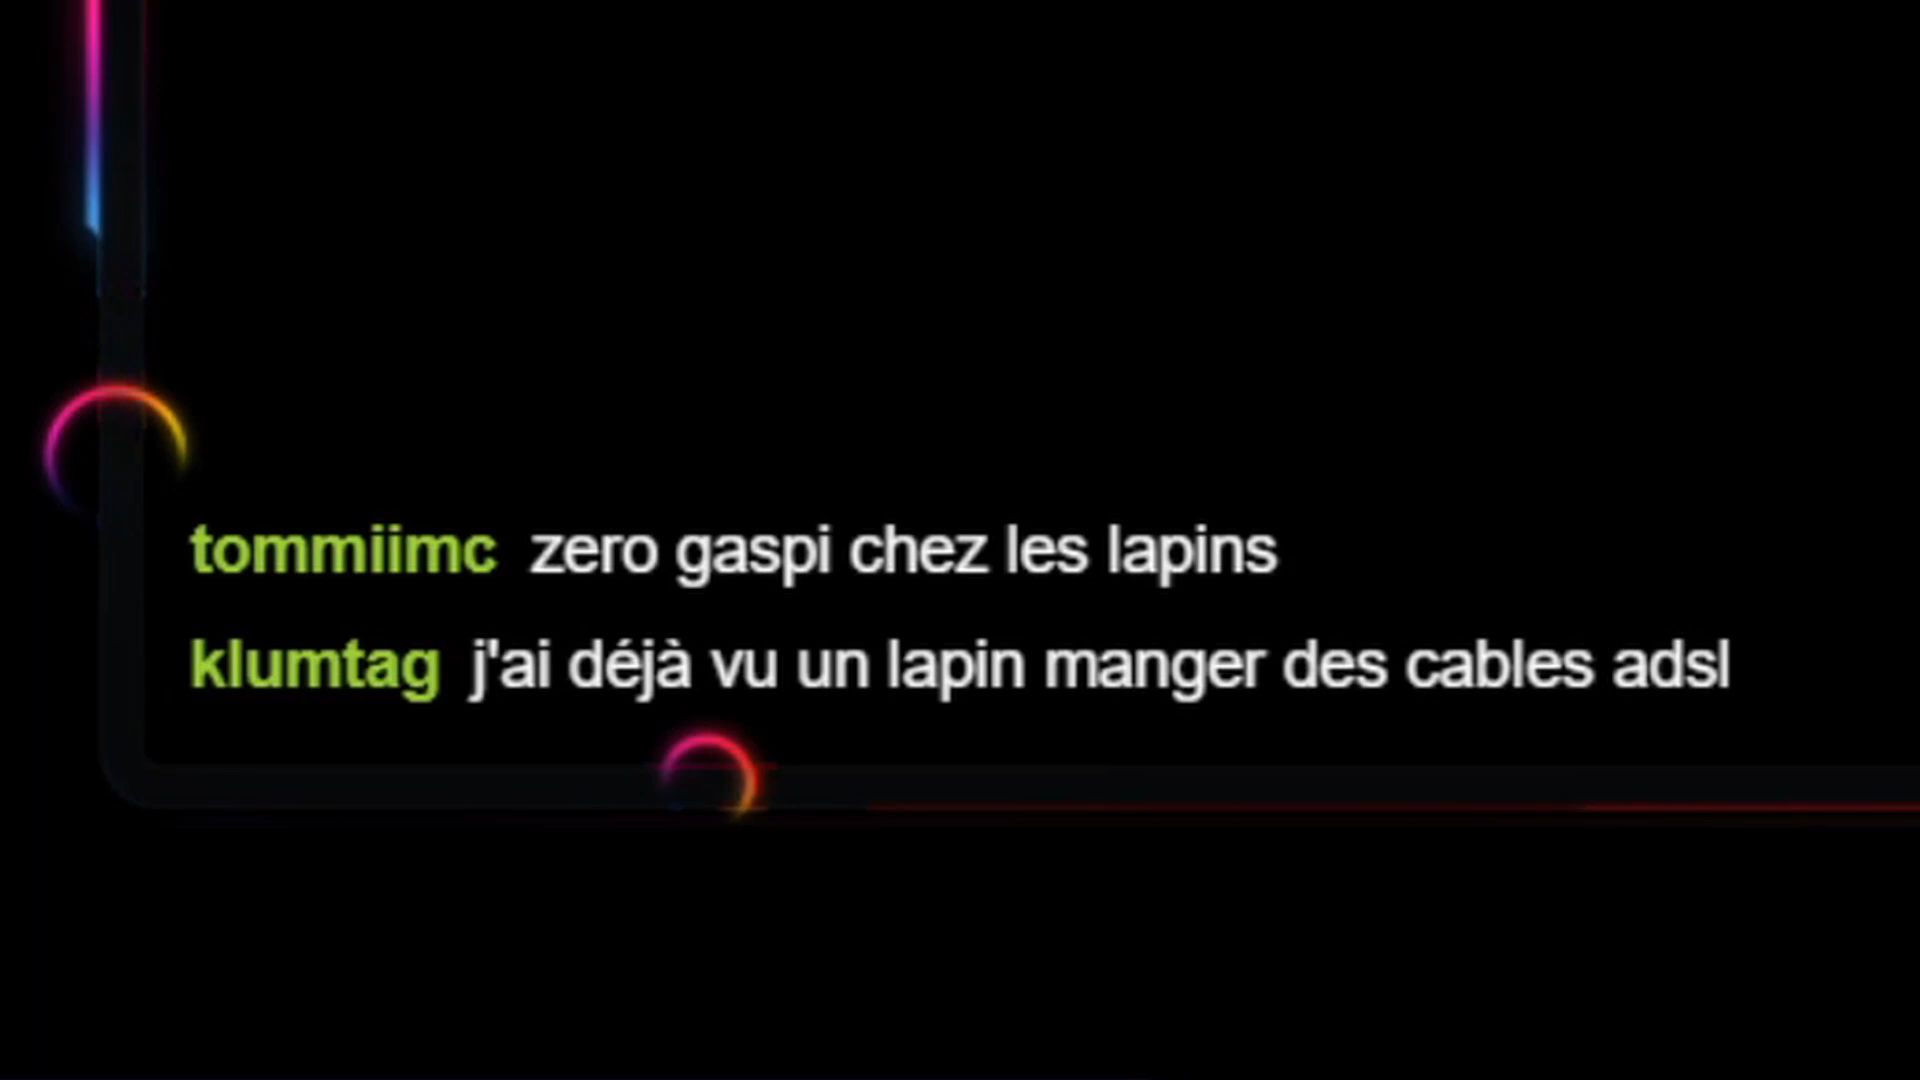 tommiimc zero gaspi chez les lapins
klumtag j'ai déjà vu un lapin manger des cables adsl